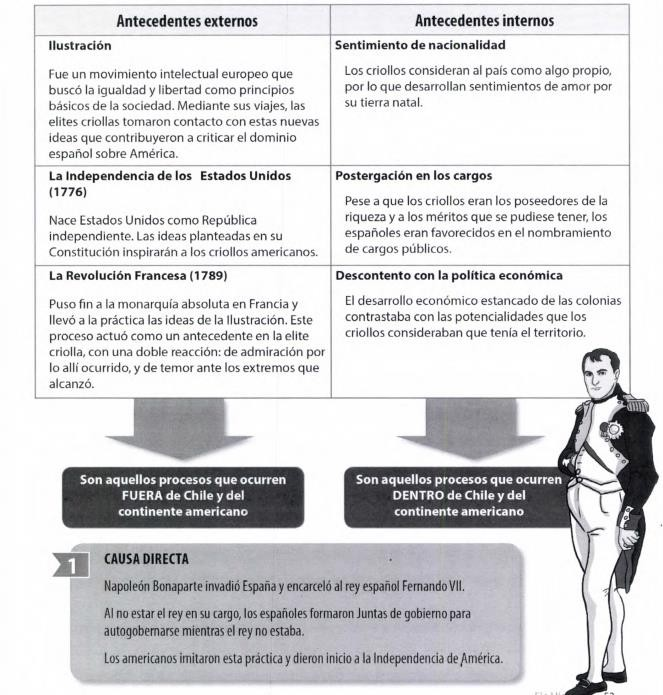 Antecedentes externos
Antecedentes internos
Ilustración
Fue un movimiento intelectual europeo que
buscó la igualdad y libertad como principios
básicos de la sociedad. Mediante sus viajes, las
elites criollas tomaron contacto con estas nuevas
ideas que contribuyeron a criticar el dominio
español sobre América.
Sentimiento de nacionalidad
Los criollos consideran al país como algo propio,
por lo que desarrollan sentimientos de amor por
su tierra natal.
La Independencia de los Estados Unidos
(1776)
Nace Estados Unidos como República
independiente. Las ideas planteadas en su
Constitución inspirarán a los criollos americanos.
Postergación en los cargos
Pese a que los criollos eran los poseedores de la
riqueza y a los méritos que se pudiese tener, los
españoles eran favorecidos en el nombramiento
de cargos públicos.
La Revolución Francesa (1789)
Puso fin a la monarquía absoluta en Francia y
llevó a la práctica las ideas de la Ilustración. Este
proceso actuó como un antecedente en la elite
criolla, con una doble reacción: de admiración por
lo allí ocurrido, y de temor ante los extremos que
alcanzó.
Descontento con la política económica
El desarrollo económico estancado de las colonias
contrastaba con las potencialidades que los
criollos consideraban que tenía el territorio.
Son aquellos procesos que ocurren
FUERA de Chile y del
continente americano
Son aquellos procesos que ocurren
DENTRO de Chile y del
continente americano
1
CAUSA DIRECTA
Napoleón Bonaparte invadió España y encarceló al rey español Fernando VII.
Al no estar el rey en su cargo, los españoles formaron Juntas de gobierno para
autogobernarse mientras el rey no estaba.
Los americanos imitaron esta práctica y dieron inicio a la Independencia de América.